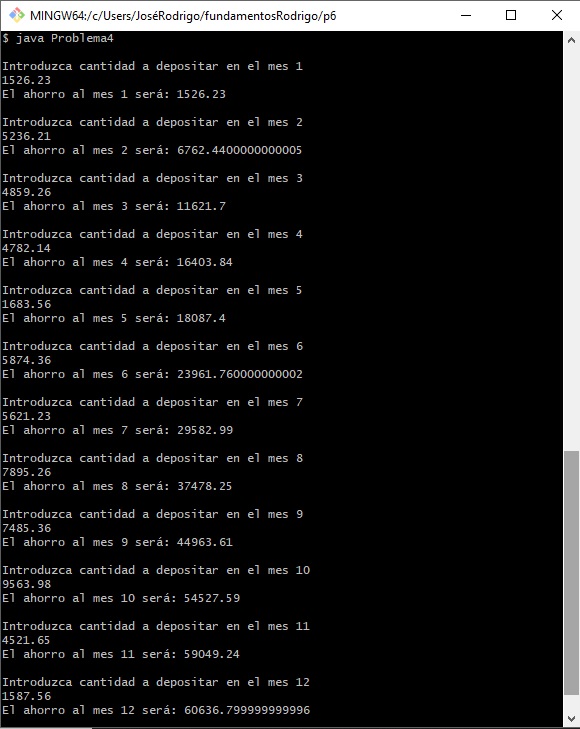 MINGW64:/c/Users/JoséRodrigo/fundamentosRodrigo/p6
$ java Problema4
Introduzca cantidad a depositar en el mes 1
1526.23
El ahorro al mes 1 será: 1526.23
Introduzca cantidad a depositar en el mes 2
5236.21
El ahorro al mes 2 será: 6762.4400000000005
Introduzca cantidad a depositar en el mes 3
4859.26
El ahorro al mes 3 será: 11621.7
Introduzca cantidad a depositar en el mes 4
4782.14
El ahorro al mes 4 será: 16403.84
Introduzca cantidad a depositar en el mes 5
1683.56
El ahorro al mes 5 será: 18087.4
Introduzca cantidad a depositar en el mes 6
5874.36
El ahorro al mes 6 será: 23961.760000000002
Introduzca cantidad a depositar en el mes 7
5621.23
El ahorro al mes 7 será: 29582.99
Introduzca cantidad a depositar en el mes 8
7895.26
El ahorro al mes 8 será: 37478.25
Introduzca cantidad a depositar en el mes 9
7485.36
El ahorro al mes 9 será: 44963.61
Introduzca cantidad a depositar en el mes 10
9563.98
El ahorro al mes 10 será: 54527.59
Introduzca cantidad a depositar en el mes 11
4521.65
El ahorro al mes 11 será: 59049.24
Introduzca cantidad a depositar en el mes 12
1587.56
El ahorro al mes 12 será: 60636.799999999996